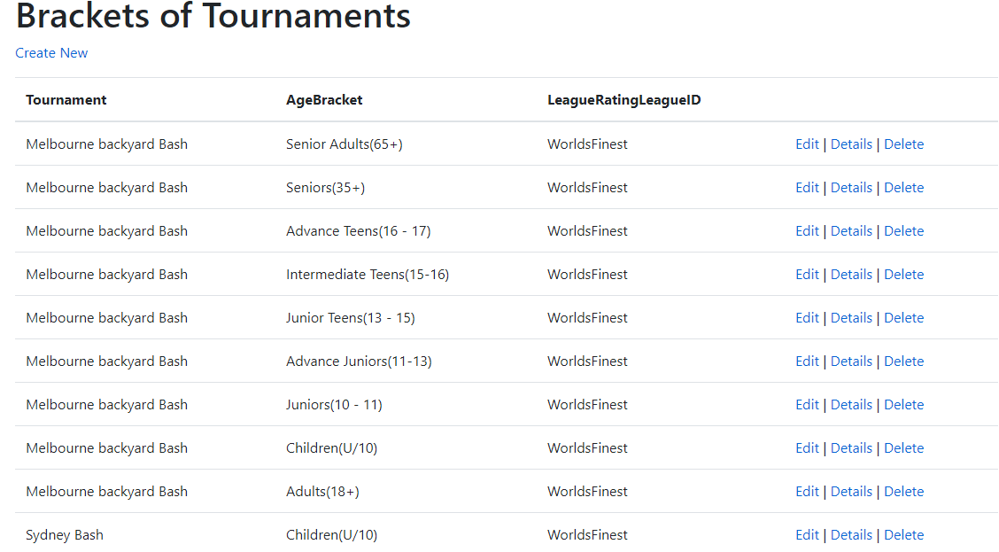 Brackets of Tournaments
Create New
Tournament AgeBracket LeagueRatingLeagueID
Melbourne backyard Bash Senior Adults(65+) WorldsFinest Edit | Details | Delete
Melbourne backyard Bash Seniors(35+) WorldsFinest Edit | Details | Delete
Melbourne backyard Bash Advance Teens(16 - 17) WorldsFinest Edit | Details | Delete
Melbourne backyard Bash Intermediate Teens(15-16) WorldsFinest Edit | Details | Delete
Melbourne backyard Bash Junior Teens(13 - 15) WorldsFinest Edit | Details | Delete
Melbourne backyard Bash Advance Juniors(11-13) WorldsFinest Edit | Details | Delete
Melbourne backyard Bash Juniors(10 - 11) WorldsFinest Edit | Details | Delete
Melbourne backyard Bash Children(U/10) WorldsFinest Edit | Details | Delete
Melbourne backyard Bash Adults(18+) WorldsFinest Edit | Details | Delete
Sydney Bash Children(U/10) WorldsFinest Edit | Details | Delete